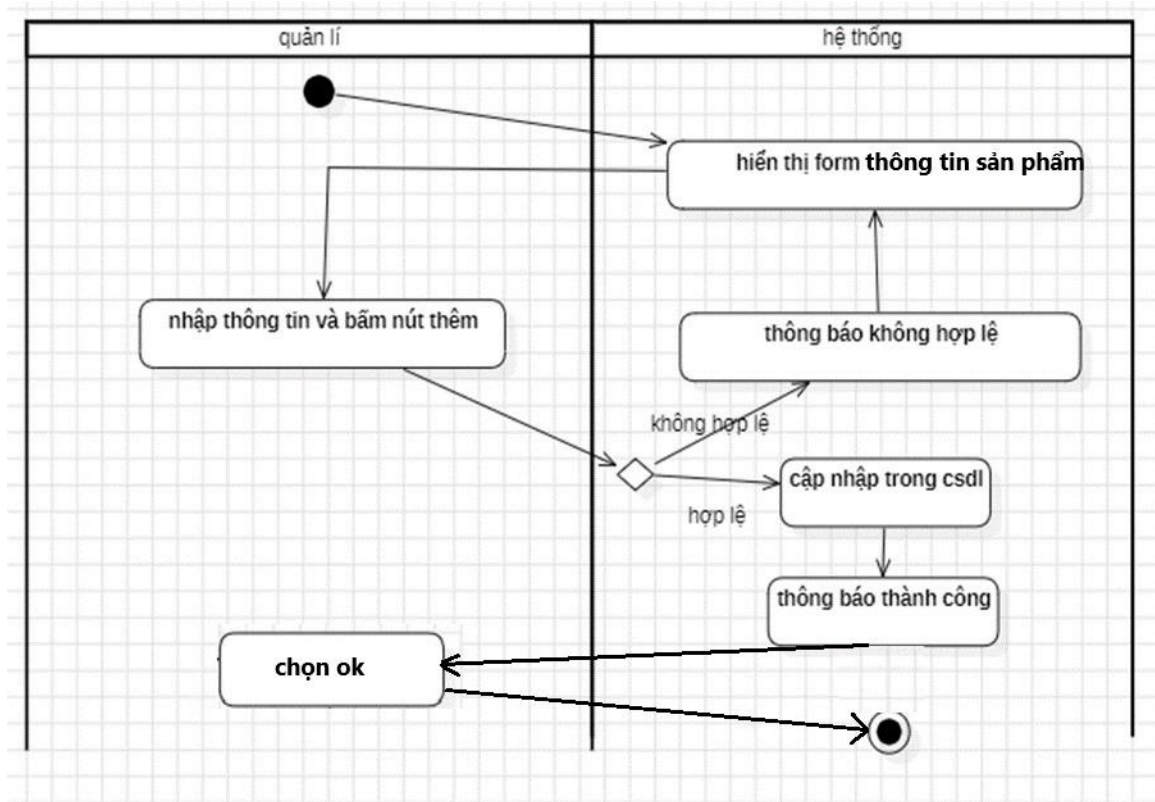 quản lí
hệ thống
hiển thị form thông tin sản phẩm
nhập thông tin và bấm nút thêm
thông báo không hợp lệ
không hợp lệ
cập nhập trong csdl
hợp lệ
thông báo thành công
chọn ok